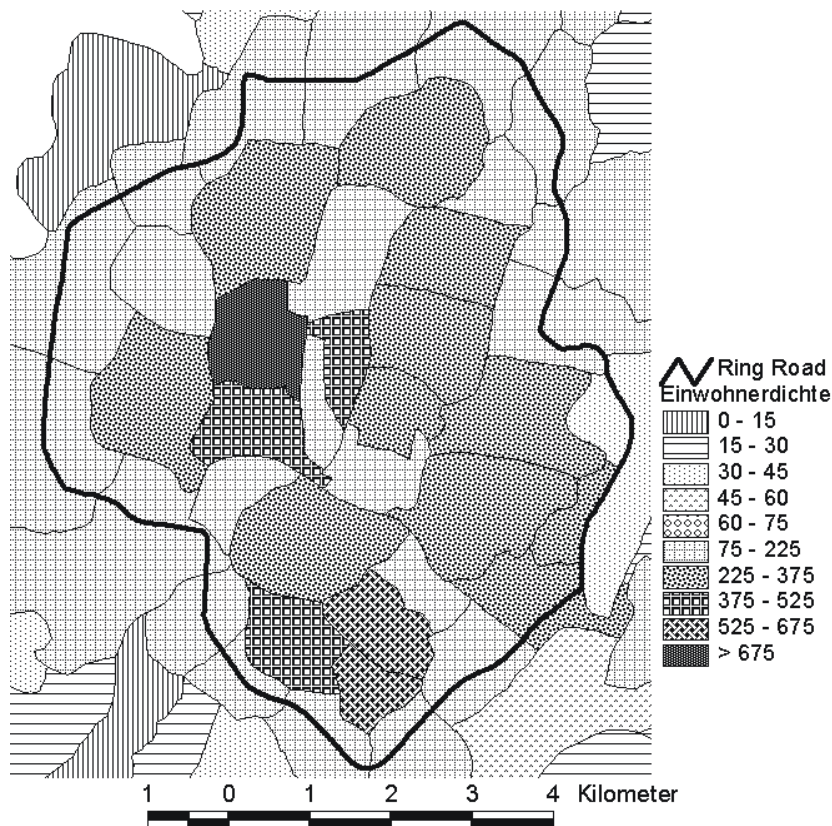 Ring Road
Einwohnerdichte
0 - 15
15 - 30
30 - 45
45 - 60
60 - 75
75 - 225
225 - 375
375 - 525
525 - 675
> 675
1 0 1 2 3 4 Kilometer